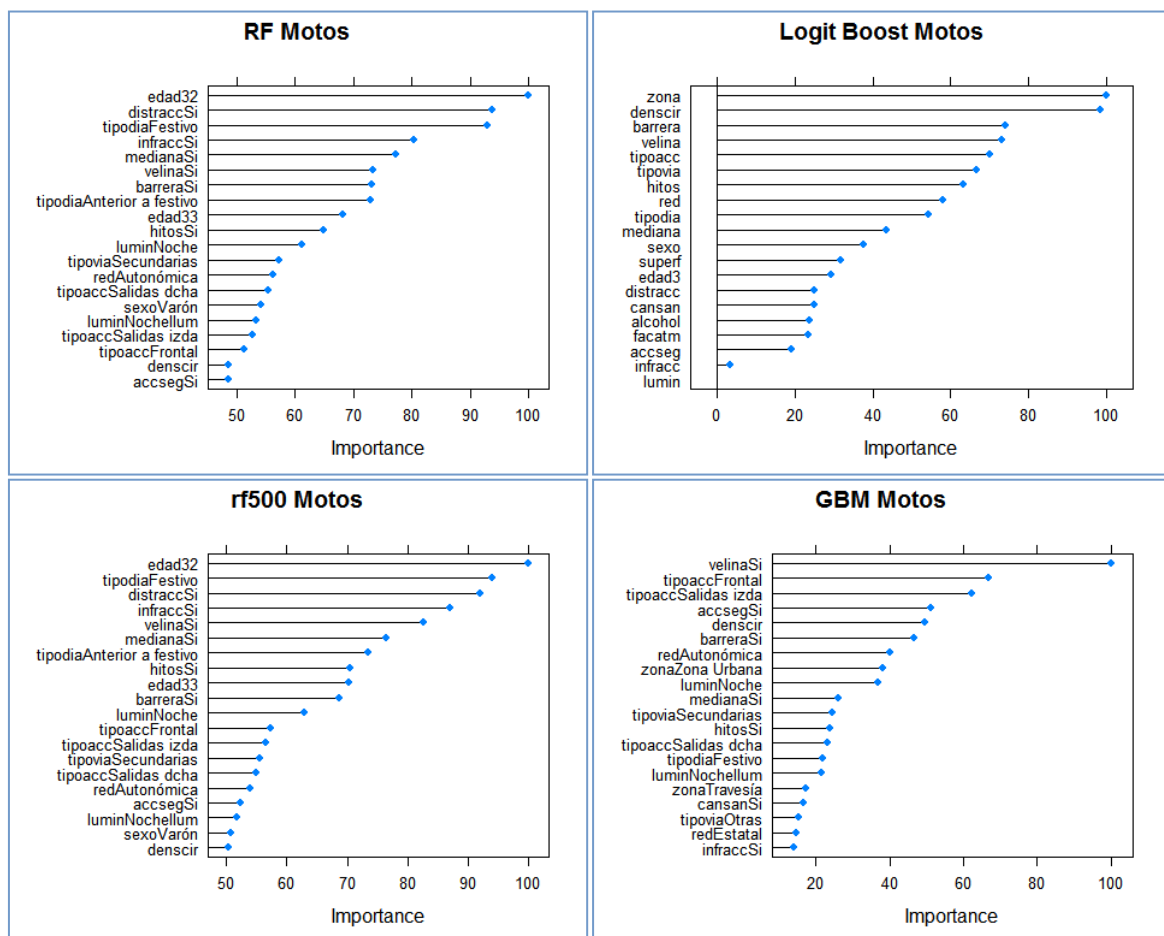 RF Motos
edad32
distraccSi
tipodiaFestivo
infraccSi
medianaSi
velinaSi
barreraSi
tipodiaAnterior a festivo
edad33
hitosSi
luminNoche
tipoviaSecundarias
redAutonómica
tipoaccSalidas dcha
sexoVarón
luminNochellum
tipoaccSalidas izda
tipoaccFrontal
denscir
accsegSi
50 60 70 80 90 100
Importance
Logit Boost Motos
zona
denscir
barrera
velina
tipoacc
tipovia
hitos
red
tipodia
mediana
sexo
superf
edad3
distracc
cansan
alcohol
facatm
accseg
infracc
lumin
0 20 40 60 80 100
Importance
rf500 Motos
edad32
tipodiaFestivo
distraccSi
infraccSi
velinaSi
medianaSi
tipodiaAnterior a festivo
hitosSi
edad33
barreraSi
luminNoche
tipoaccFrontal
tipoaccSalidas izda
tipoviaSecundarias
tipoaccSalidas dcha
redAutonómica
accsegSi
luminNochellum
sexoVarón
denscir
50 60 70 80 90 100
Importance
GBM Motos
velinaSi
tipoaccFrontal
tipoaccSalidas izda
accsegSi
denscir
barreraSi
redAutonómica
zonaZona Urbana
luminNoche
medianaSi
tipoviaSecundarias
hitosSi
tipoaccSalidas dcha
tipodiaFestivo
luminNochellum
zonaTravesía
cansanSi
tipoviaOtras
redEstatal
infraccSi
20 40 60 80 100
Importance